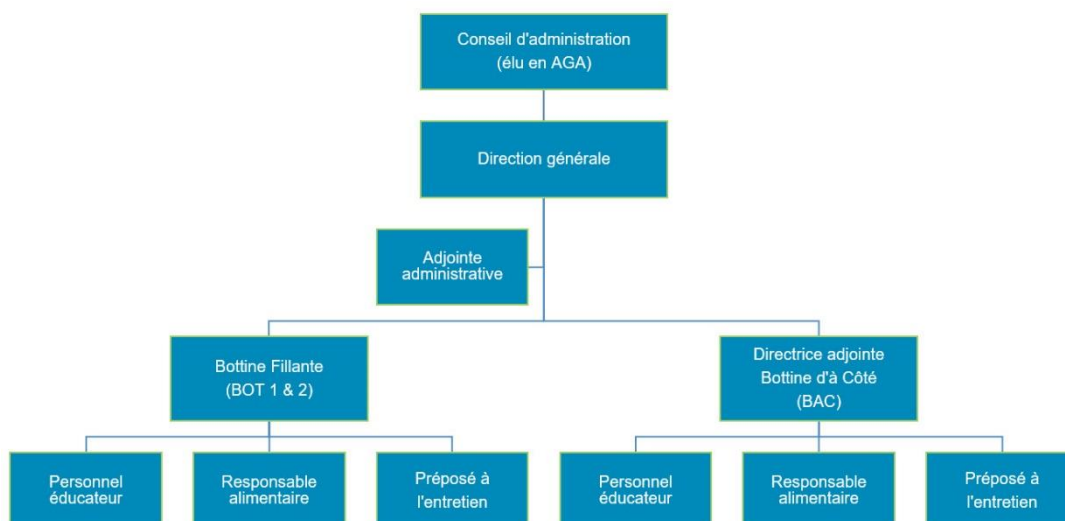 Conseil d'administration
(élu en AGA)
Direction générale
Adjointe
administrative
Bottine Fillante
(BOT 1 & 2)
Directrice adjointe
Bottine d'à Côté
(BAC)
Personnel
éducateur
Responsable
alimentaire
Préposé à
l'entretien
Personnel
éducateur
Responsable
alimentaire
Préposé à
l'entretien